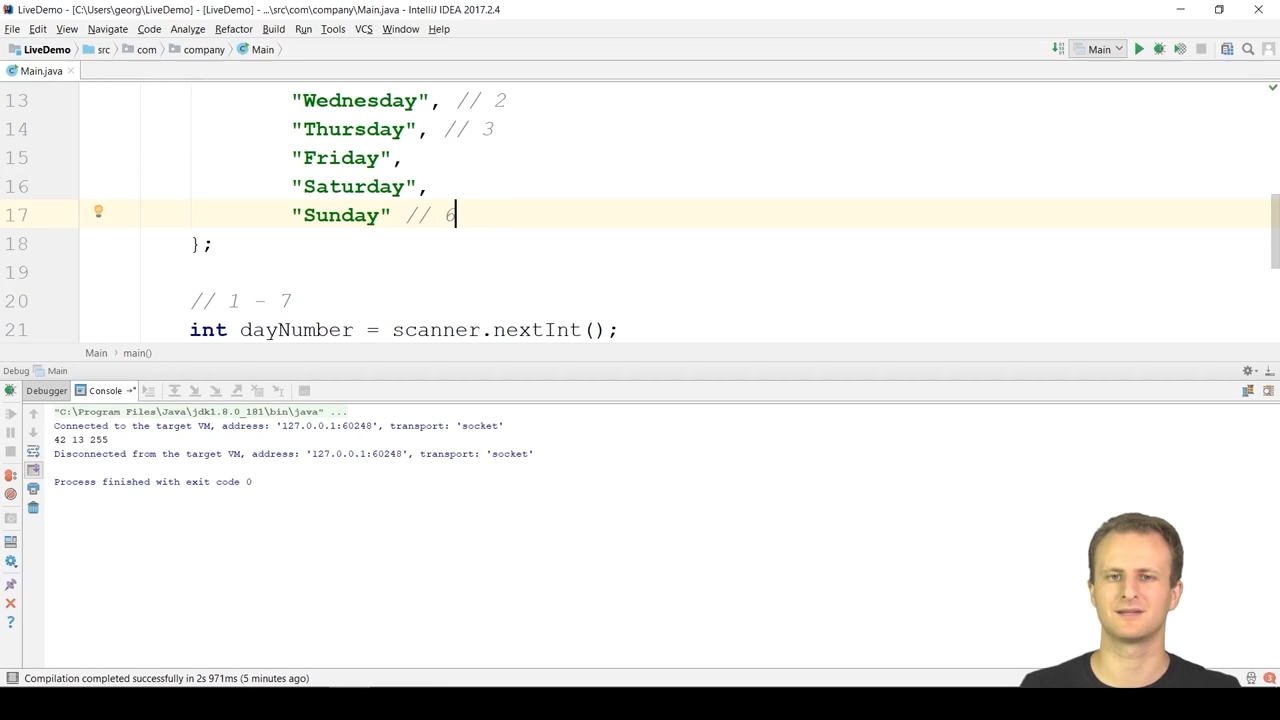 LiveDemo - [C:\Users\georg\LiveDemo] - [LiveDemo] - ...\src\com\company\Main.java - IntelliJ IDEA 2017.2.4
File Edit View Navigate Code Analyze Refactor Build Run Tools VCS Window Help
LiveDemo src com company Main Main
Main.java
13 "Wednesday", // 2
14 "Thursday", // 3
15 "Friday",
16 "Saturday",
17 "Sunday" // 6
18 };
19
20 // 1 - 7
21 int dayNumber = scanner.nextInt();
Main main()
Debug Main
Debugger Console
"C:\Program Files\Java\jdk1.8.0_181\bin\java" ...
Connected to the target VM, address: '127.0.0.1:60248', transport: 'socket'
42 13 255
Disconnected from the target VM, address: '127.0.0.1:60248', transport: 'socket'
Process finished with exit code 0
Compilation completed successfully in 2s 971ms (5 minutes ago) 3